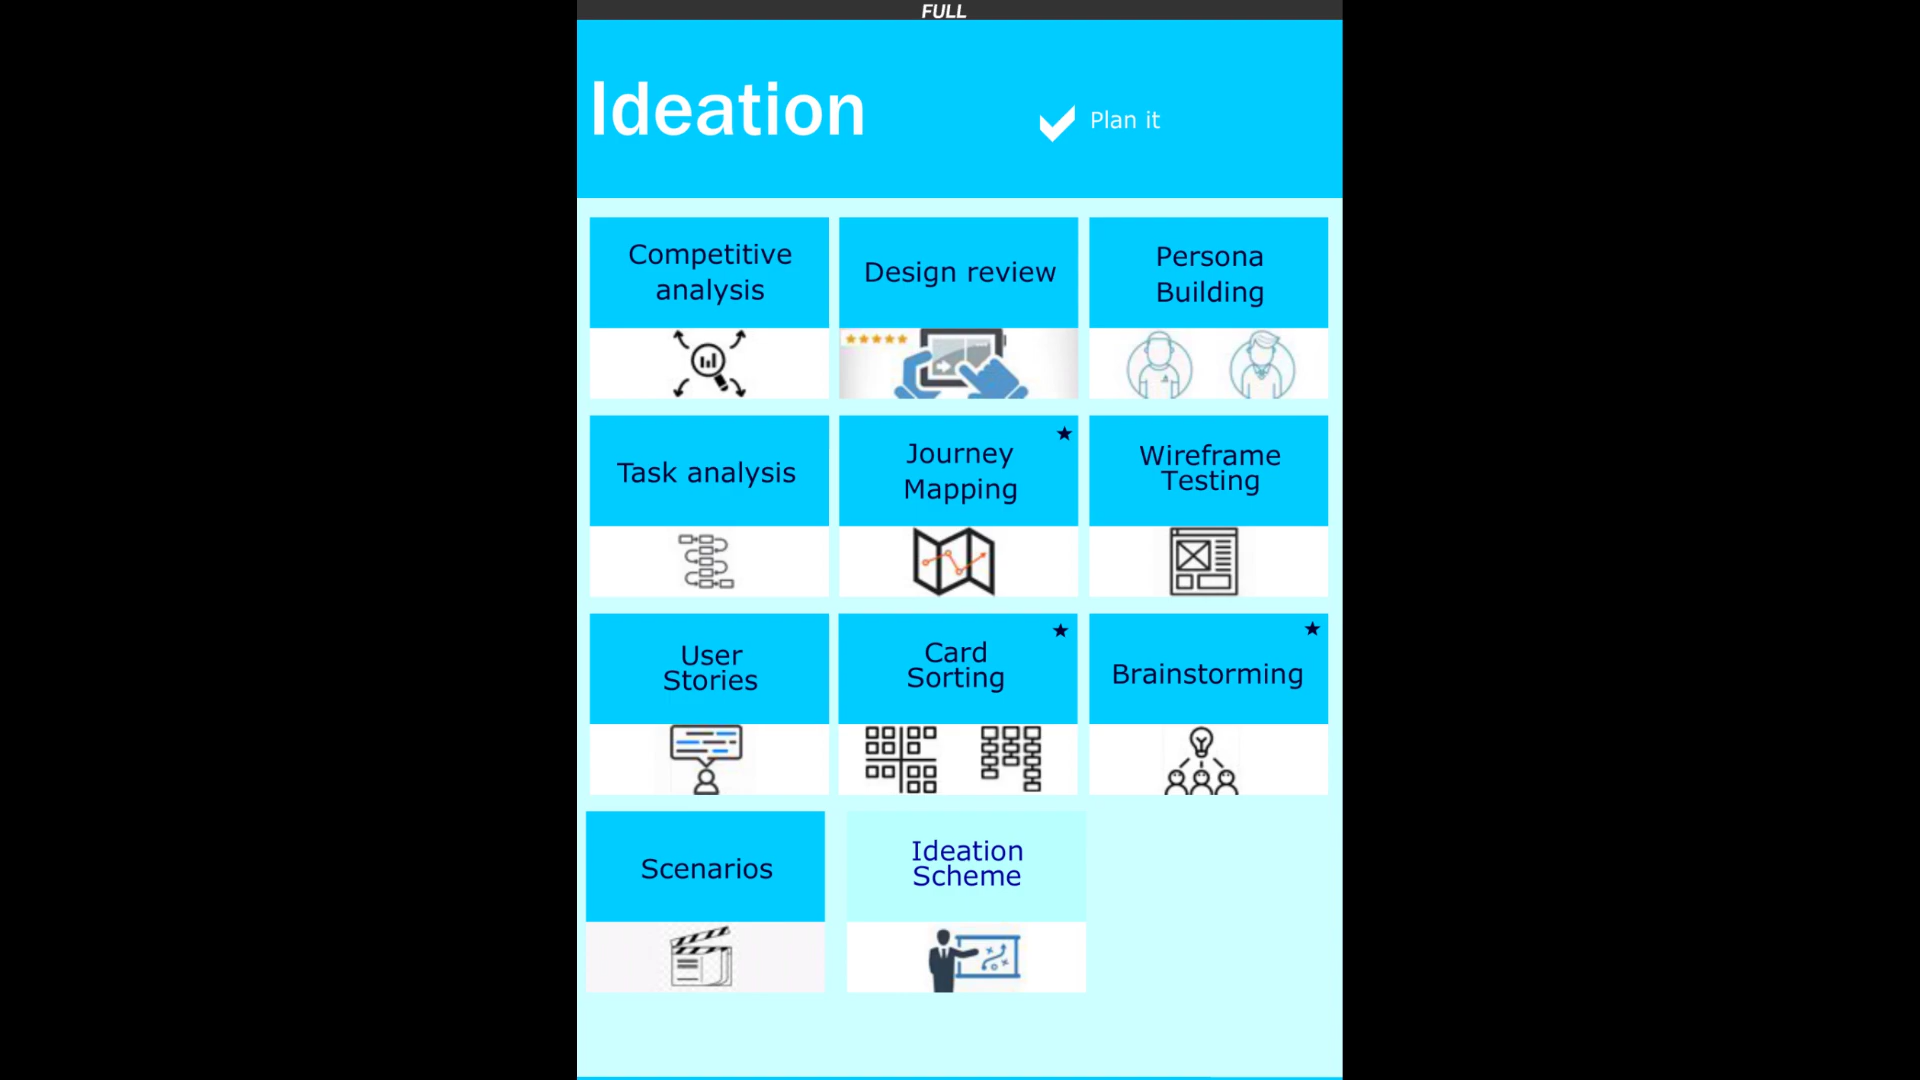 FULL
Ideation
Plan it
Competitive
analysis
Design review
Persona
Building
Task analysis
Journey
Mapping
Wireframe
Testing
User
Stories
Card
Sorting
Brainstorming
Scenarios
Ideation
Scheme